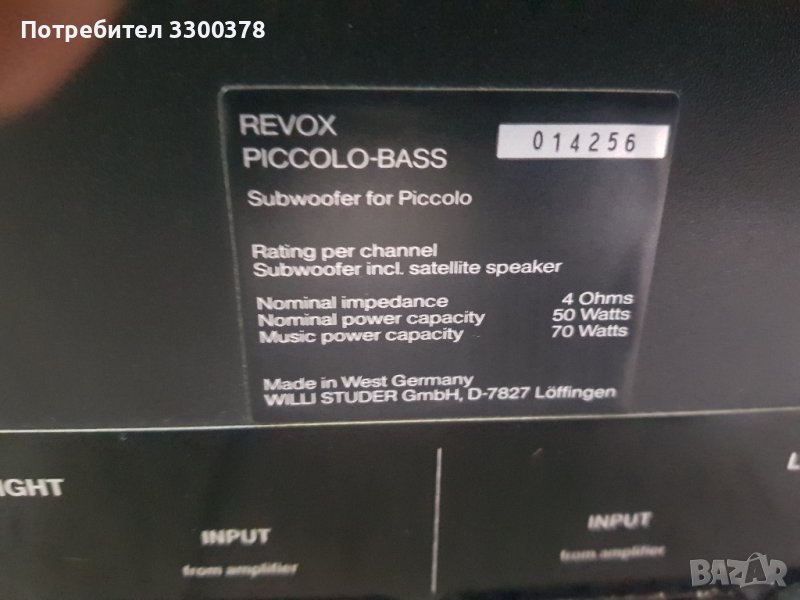 Потребител 3300378
REVOX
PICCOLO-BASS
014256
Subwoofer for Piccolo
Rating per channel
Subwoofer incl. satellite speaker
Nominal impedance 4 Ohms
Nominal power capacity 50 Watts
Music power capacity 70 Watts
Made in West Germany
WILLI STUDER GmbH, D-7827 Löffingen
IGHT
L
INPUT
from amplifier
INPUT
from amplifier
BAZAR